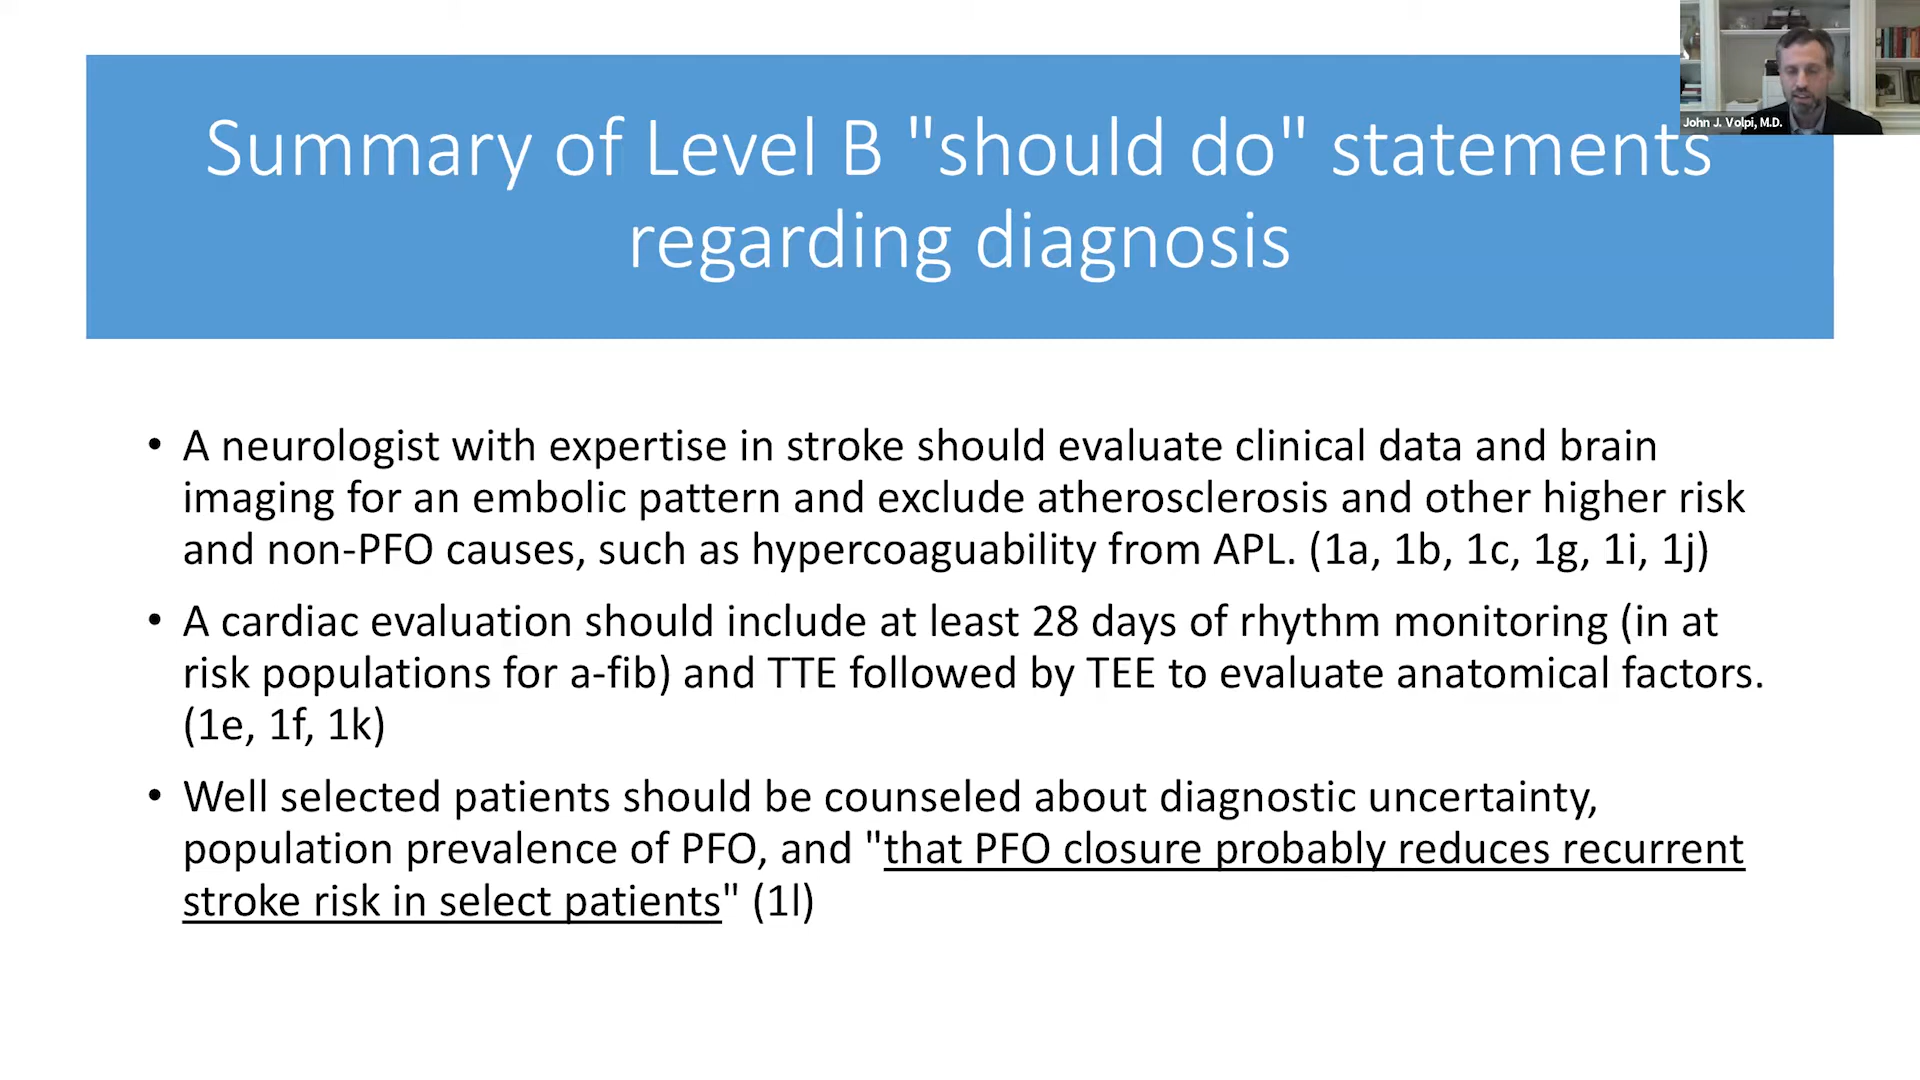 John J. Volpi, M.D.
Summary of Level B "should do" statements
regarding diagnosis
• A neurologist with expertise in stroke should evaluate clinical data and brain
imaging for an embolic pattern and exclude atherosclerosis and other higher risk
and non-PFO causes, such as hypercoaguability from APL. (1a, 1b, 1c, 1g, 1i, 1j)
• A cardiac evaluation should include at least 28 days of rhythm monitoring (in at
risk populations for a-fib) and TTE followed by TEE to evaluate anatomical factors.
(1e, 1f, 1k)
• Well selected patients should be counseled about diagnostic uncertainty,
population prevalence of PFO, and "that PFO closure probably reduces recurrent
stroke risk in select patients" (1l)